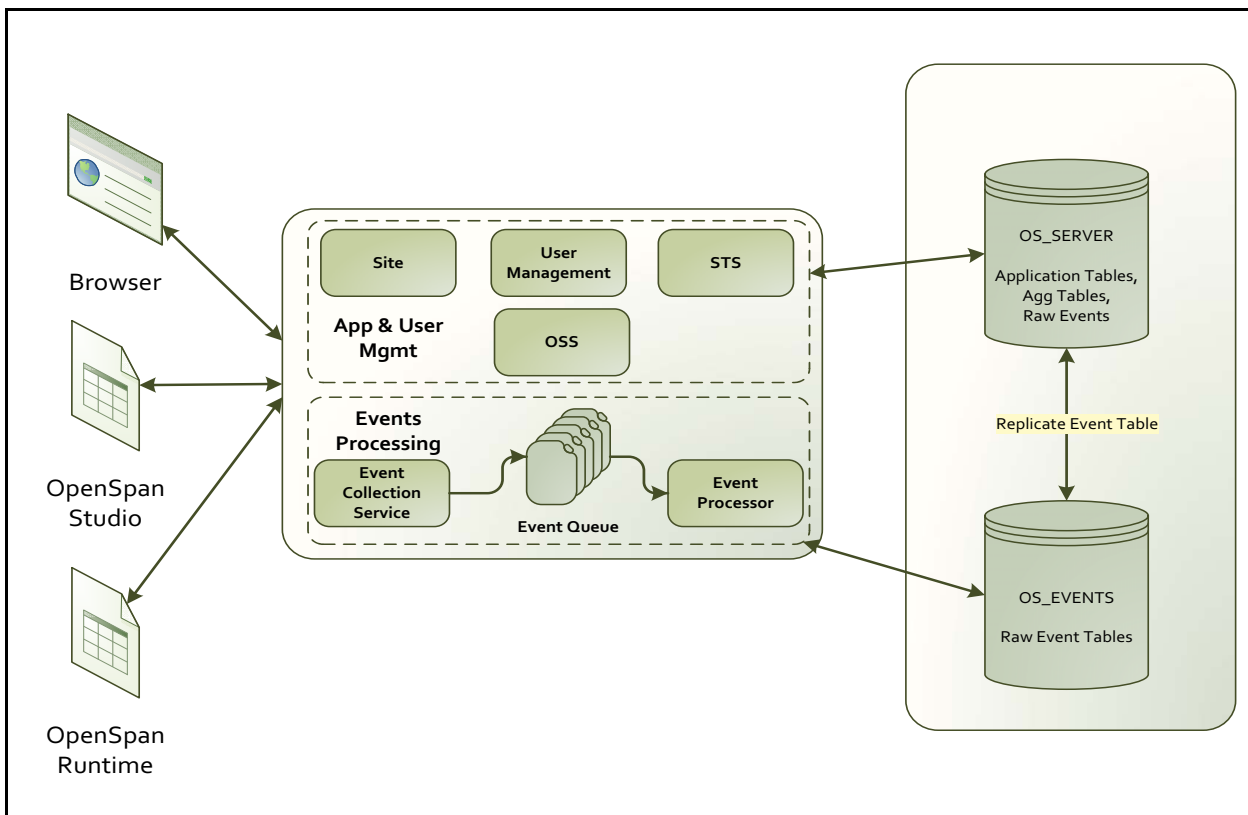 Browser
OpenSpan
Studio
OpenSpan
Runtime
Site
User
Management
STS
App & User
Mgmt
OSS
Events
Processing
Event
Collection
Service
Event Queue
Event
Processor
OS_SERVER
Application Tables,
Agg Tables,
Raw Events
Replicate Event Table
OS_EVENTS
Raw Event Tables